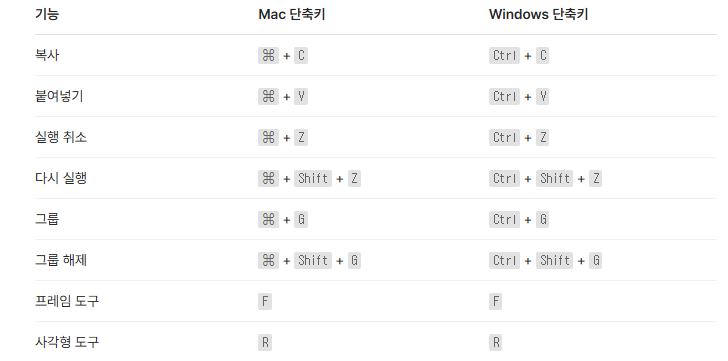 기능 Mac 단축키 Windows 단축키
복사 ⌘ + C Ctrl + C
붙여넣기 ⌘ + V Ctrl + V
실행 취소 ⌘ + Z Ctrl + Z
다시 실행 ⌘ + Shift + Z Ctrl + Shift + Z
그룹 ⌘ + G Ctrl + G
그룹 해제 ⌘ + Shift + G Ctrl + Shift + G
프레임 도구 F F
사각형 도구 R R